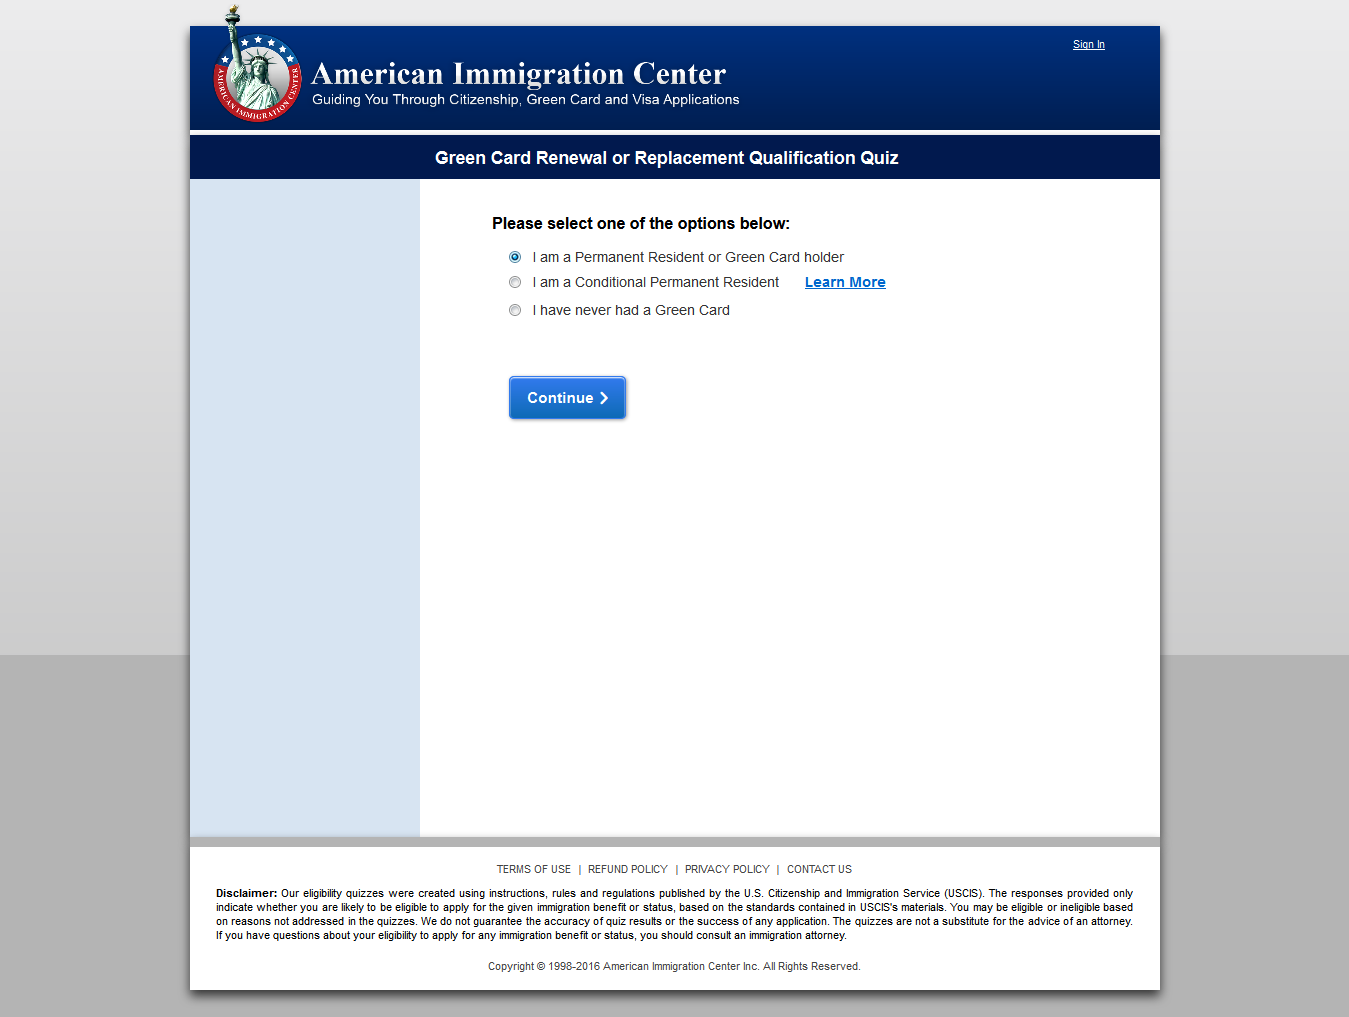 Sign In
AMERICAN IMMIGRATION CENTER
American Immigration Center
Guiding You Through Citizenship, Green Card and Visa Applications
Green Card Renewal or Replacement Qualification Quiz
Please select one of the options below:
I am a Permanent Resident or Green Card holder
I am a Conditional Permanent Resident Learn More
I have never had a Green Card
Continue
TERMS OF USE | REFUND POLICY | PRIVACY POLICY | CONTACT US
Disclaimer: Our eligibility quizzes were created using instructions, rules and regulations published by the U.S. Citizenship and Immigration Service (USCIS). The responses provided only
indicate whether you are likely to be eligible to apply for the given immigration benefit or status, based on the standards contained in USCIS's materials. You may be eligible or ineligible based
on reasons not addressed in the quizzes. We do not guarantee the accuracy of quiz results or the success of any application. The quizzes are not a substitute for the advice of an attorney.
If you have questions about your eligibility to apply for any immigration benefit or status, you should consult an immigration attorney.
Copyright © 1998-2016 American Immigration Center Inc. All Rights Reserved.